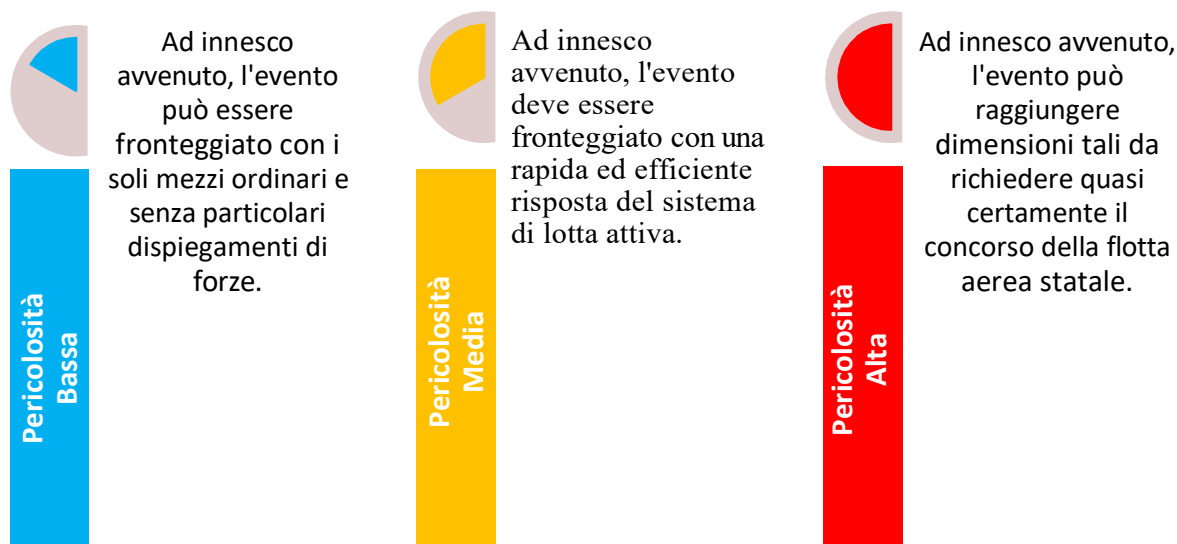 Ad innesco
avvenuto, l'evento
può essere
fronteggiato con i
soli mezzi ordinari e
senza particolari
dispiegamenti di
forze.
Pericolosità
Bassa
Ad innesco
avvenuto, l'evento
deve essere
fronteggiato con una
rapida ed efficiente
risposta del sistema
di lotta attiva.
Pericolosità
Media
Ad innesco avvenuto,
l'evento può
raggiungere
dimensioni tali da
richiedere quasi
certamente il
concorso della flotta
aerea statale.
Pericolosità
Alta